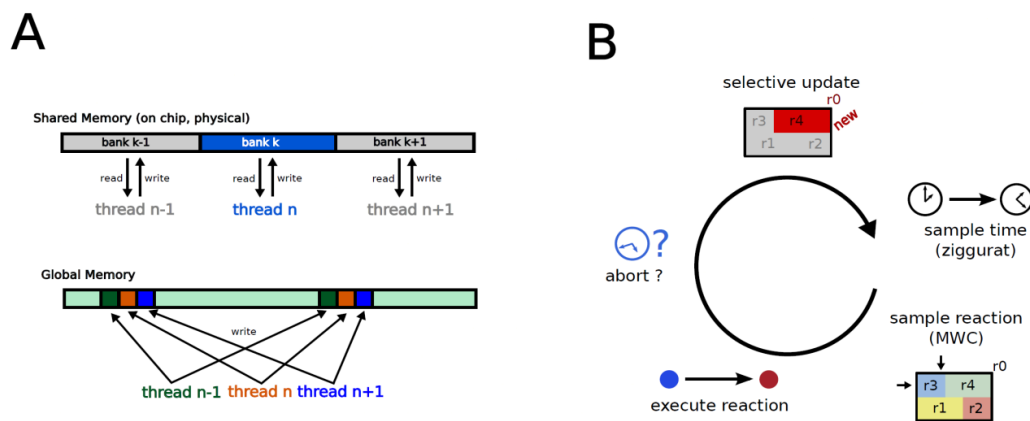 A
Shared Memory (on chip, physical)
bank k-1
bank k
bank k+1
read
write
read
write
read
write
thread n-1
thread n
thread n+1
Global Memory
write
thread n-1 thread n thread n+1
B
selective update
r0
new
r3
r4
r1
r2
sample time
(ziggurat)
?
abort ?
sample reaction
(MWC)
r0
r3
r4
r1
r2
execute reaction